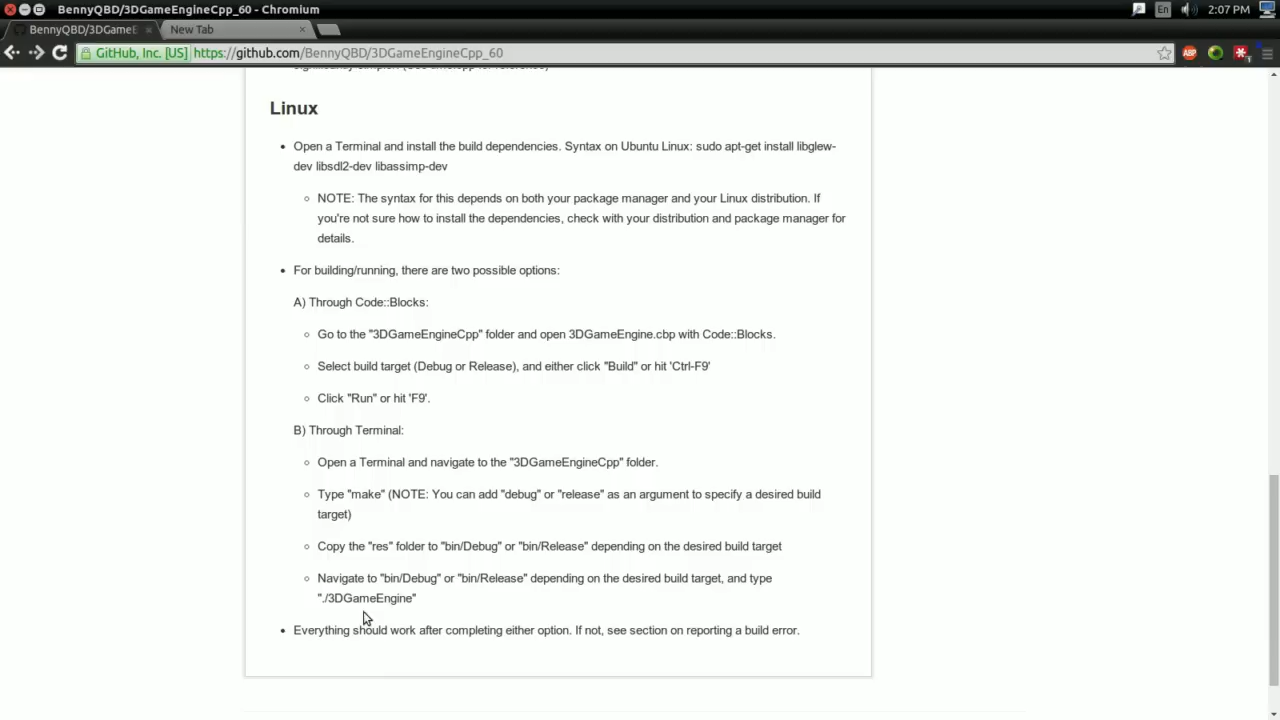 BennyQBD/3DGameEngineCpp_60 - Chromium
En
2:07 PM
BennyQBD/3DGameE
New Tab
GitHub, Inc. [US]
https://github.com/BennyQBD/3DGameEngineCpp_60
ABP
1
Linux
• Open a Terminal and install the build dependencies. Syntax on Ubuntu Linux: sudo apt-get install libglew-
dev libsdl2-dev libassimp-dev
◦ NOTE: The syntax for this depends on both your package manager and your Linux distribution. If
you're not sure how to install the dependencies, check with your distribution and package manager for
details.
• For building/running, there are two possible options:
A) Through Code::Blocks:
◦ Go to the "3DGameEngineCpp" folder and open 3DGameEngine.cbp with Code::Blocks.
◦ Select build target (Debug or Release), and either click "Build" or hit 'Ctrl-F9'
◦ Click "Run" or hit 'F9'.
B) Through Terminal:
◦ Open a Terminal and navigate to the "3DGameEngineCpp" folder.
◦ Type "make" (NOTE: You can add "debug" or "release" as an argument to specify a desired build
target)
◦ Copy the "res" folder to "bin/Debug" or "bin/Release" depending on the desired build target
◦ Navigate to "bin/Debug" or "bin/Release" depending on the desired build target, and type
"./3DGameEngine"
• Everything should work after completing either option. If not, see section on reporting a build error.